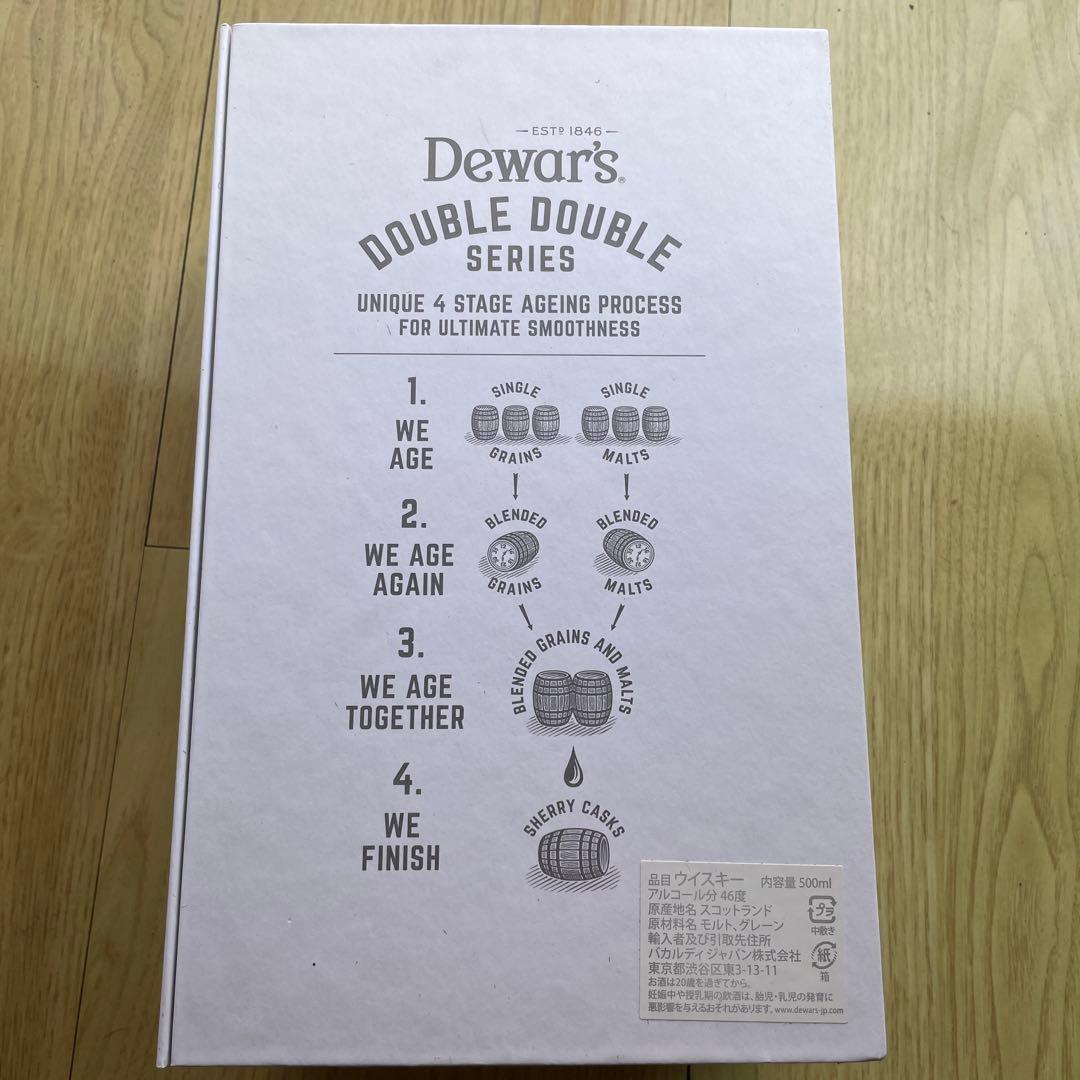 ESTD 1846
Dewar's®
DOUBLE DOUBLE
SERIES
UNIQUE 4 STAGE AGEING PROCESS
FOR ULTIMATE SMOOTHNESS
1.
WE
AGE
SINGLE
GRAINS
SINGLE
MALTS
2.
WE AGE
AGAIN
BLENDED
GRAINS
BLENDED
MALTS
3.
WE AGE
TOGETHER
BLENDED GRAINS AND MALTS
4.
WE
FINISH
SHERRY CASKS
品目 ウイスキー 内容量 500ml
アルコール分 46度
原産地名 スコットランド
原材料名 モルト、グレーン
輸入者及び引取先住所
バカルディ ジャパン株式会社
東京都渋谷区東3-13-11
お酒は20歳を過ぎてから。
妊娠中や授乳期の飲酒は、胎児・乳児の発育に
悪影響を与えるおそれがあります。www.dewars-jp.com
プラ
中敷き
紙
箱